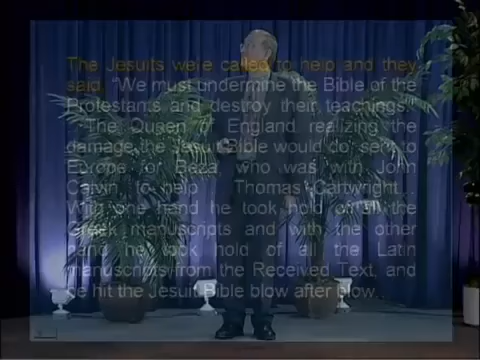 The Jesuits were called to help and they
said, "We must undermine the Bible of the
Protestants and destroy their teachings".
The Queen of England realizing the
damage the Jesuit Bible would do, sent to
Europe for Beza, who was with John
Calvin, to help Thomas Cartwright...
With one hand he took hold of all the
Greek manuscripts and with the other
hand he took hold of all the Latin
manuscripts from the Received Text, and
he hit the Jesuit Bible blow after blow.